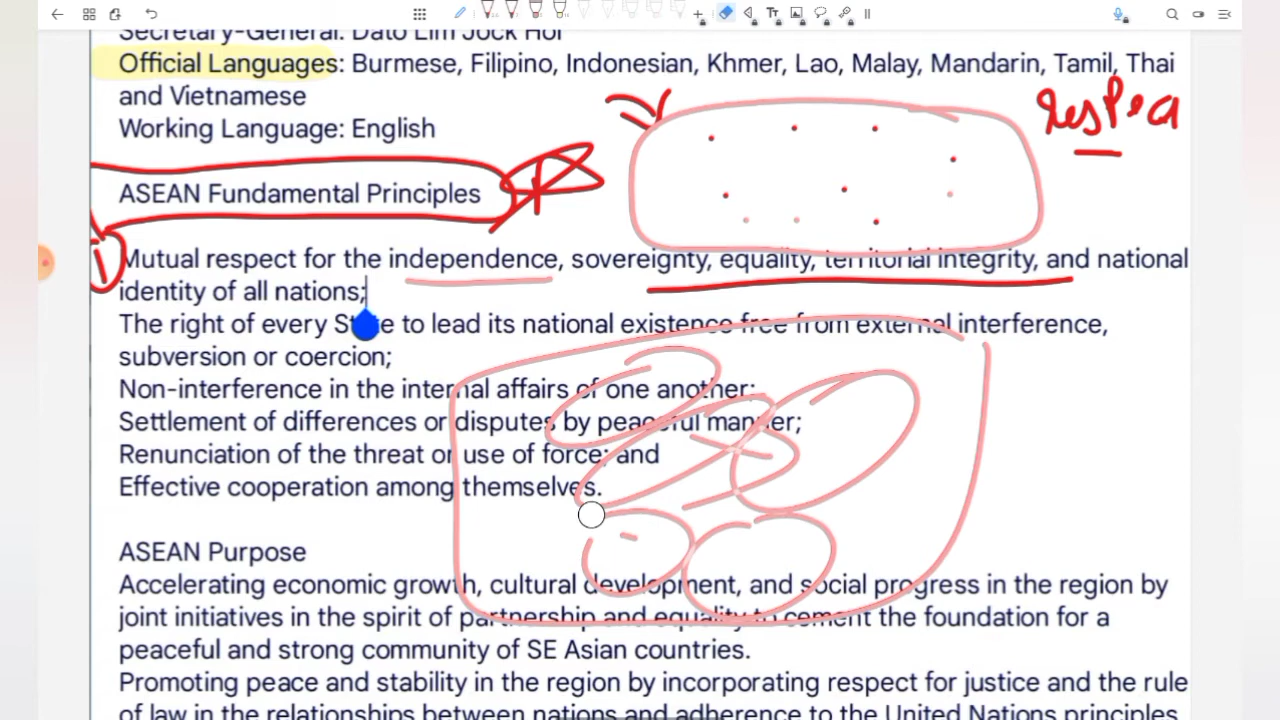 Secretary-General: Dato Lim Jock Hoi
Official Languages: Burmese, Filipino, Indonesian, Khmer, Lao, Malay, Mandarin, Tamil, Thai
and Vietnamese
Working Language: English
respec
ASEAN Fundamental Principles
1
Mutual respect for the independence, sovereignty, equality, territorial integrity, and national
identity of all nations;
The right of every State to lead its national existence free from external interference,
subversion or coercion;
Non-interference in the internal affairs of one another;
Settlement of differences or disputes by peaceful manner;
Renunciation of the threat or use of force; and
Effective cooperation among themselves.
ASEAN Purpose
Accelerating economic growth, cultural development, and social progress in the region by
joint initiatives in the spirit of partnership and equality to cement the foundation for a
peaceful and strong community of SE Asian countries.
Promoting peace and stability in the region by incorporating respect for justice and the rule
of law in the relationships between nations and adherence to the United Nations principles